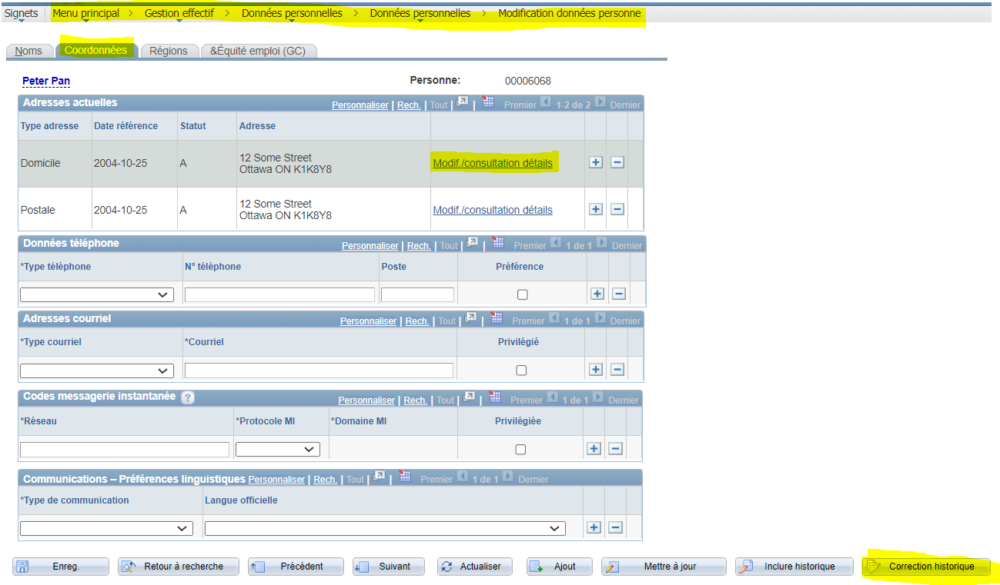 Signets Menu principal > Gestion effectif > Données personnelles > Données personnelles > Modification données personne
Noms Coordonnées Régions &Équité emploi (GC)
Peter Pan Personne: 00006068
Adresses actuelles Personnaliser | Rech. | Tout | | Premier 1-2 de 2 Dernier
Type adresse Date référence Statut Adresse
Domicile 2004-10-25 A 12 Some Street
Ottawa ON K1K8Y8 Modif./consultation détails
Postale 2004-10-25 A 12 Some Street
Ottawa ON K1K8Y8 Modif./consultation détails
Données téléphone Personnaliser | Rech. | Tout | | Premier 1 de 1 Dernier
*Type téléphone Nº téléphone Poste Préférence
Adresses courriel Personnaliser | Rech. | Tout | | Premier 1 de 1 Dernier
*Type courriel *Courriel Privilégié
Codes messagerie instantanée ? Personnaliser | Rech. | Tout | | Premier 1 de 1 Dernier
*Réseau *Protocole MI *Domaine MI Privilégiée
Communications – Préférences linguistiques Personnaliser | Rech. | Tout | | Premier 1 de 1 Dernier
*Type de communication Langue officielle
Enreg. Retour à recherche Précédent Suivant Actualiser Ajout Mettre à jour Inclure historique Correction historique